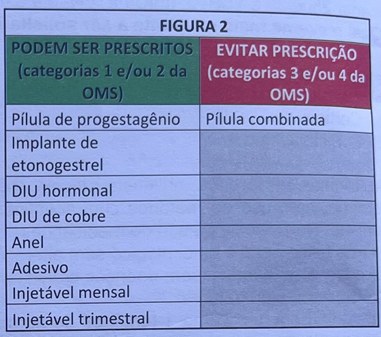 FIGURA 2
PODEM SER PRESCRITOS
(categorias 1 e/ou 2 da
OMS)
EVITAR PRESCRIÇÃO
(categorias 3 e/ou 4 da
OMS)
Pílula de progestagênio
Pílula combinada
Implante de
etonogestrel
DIU hormonal
DIU de cobre
Anel
Adesivo
Injetável mensal
Injetável trimestral